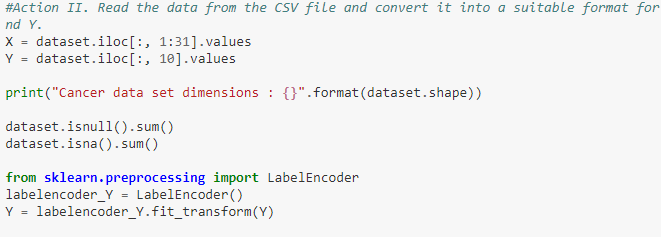 #Action II. Read the data from the CSV file and convert it into a suitable format for
nd Y.
X = dataset.iloc[:, 1:31].values
Y = dataset.iloc[:, 10].values
print("Cancer data set dimensions : {}".format(dataset.shape))
dataset.isnull().sum()
dataset.isna().sum()
from sklearn.preprocessing import LabelEncoder
labelencoder_Y = LabelEncoder()
Y = labelencoder_Y.fit_transform(Y)